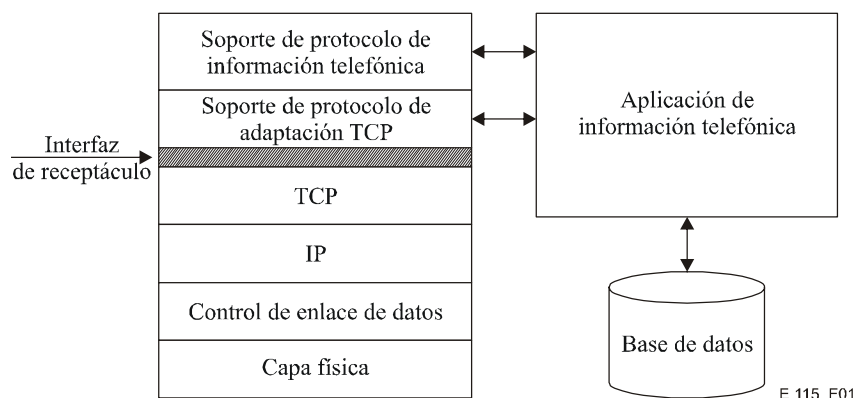 Soporte de protocolo de
información telefónica
Soporte de protocolo de
adaptación TCP
Interfaz
de receptáculo
TCP
IP
Control de enlace de datos
Capa física
Aplicación de
información telefónica
Base de datos
E.115_F01